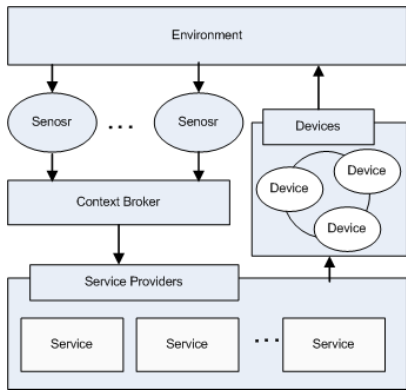 Environment
Senosr
...
Senosr
Devices
Device
Device
Device
Context Broker
Service Providers
Service
Service
...
Service